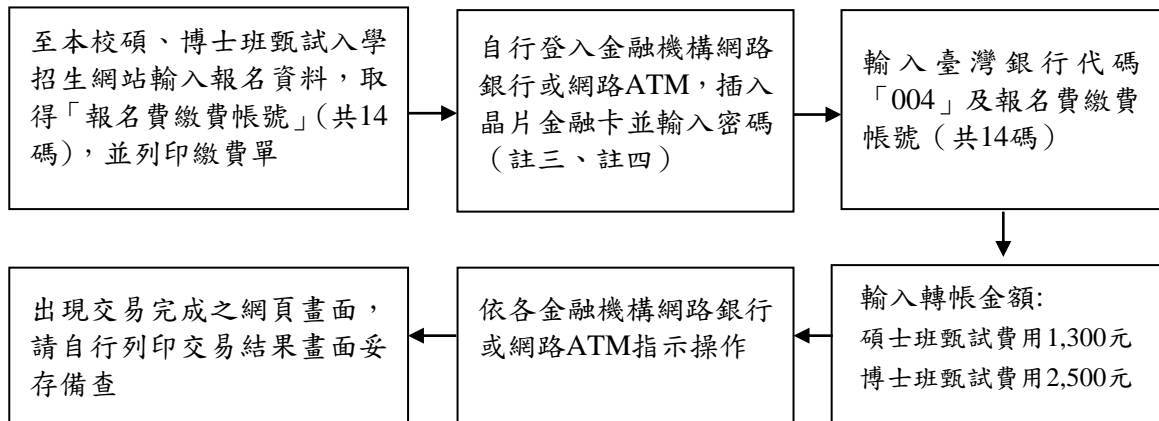 至本校碩、博士班甄試入學
招生網站輸入報名資料，取
得「報名費繳費帳號」（共14
碼），並列印繳費單
自行登入金融機構網路
銀行或網路ATM，插入
晶片金融卡並輸入密碼
（註三、註四）
輸入臺灣銀行代碼
「004」及報名費繳費
帳號（共14碼）
輸入轉帳金額:
碩士班甄試費用1,300元
博士班甄試費用2,500元
依各金融機構網路銀行
或網路ATM指示操作
出現交易完成之網頁畫面，
請自行列印交易結果畫面妥
存備查